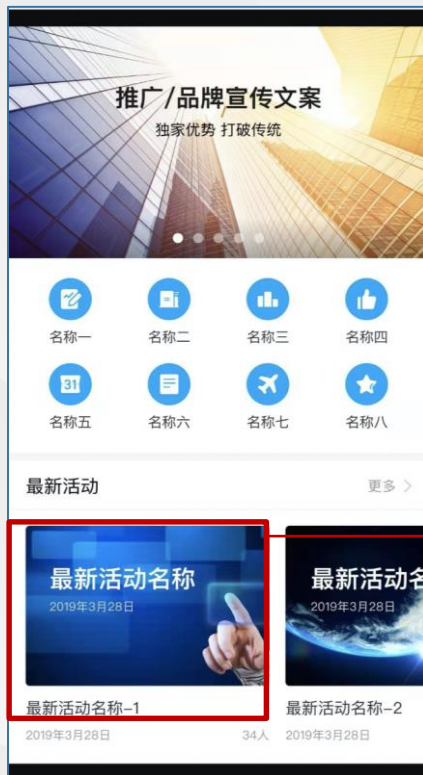 推广/品牌宣传文案
独家优势 打破传统
名称一 名称二 名称三 名称四
31
名称五 名称六 名称七 名称八
最新活动 更多
最新活动名称 最新活动名
2019年3月28日 2019年3月28日
最新活动名称-1 最新活动名称-2
2019年3月28日 34人 2019年3月28日